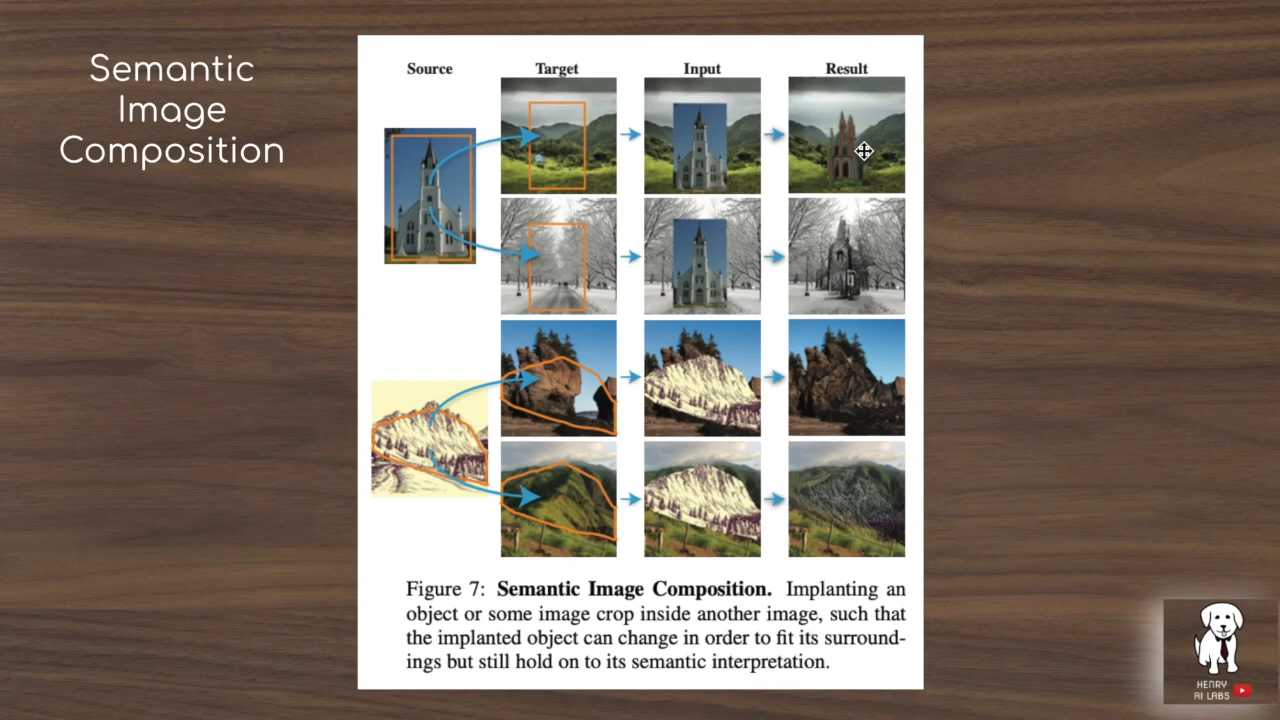 Semantic
Image
Composition
Source Target Input Result
Figure 7: Semantic Image Composition. Implanting an
object or some image crop inside another image, such that
the implanted object can change in order to fit its surround-
ings but still hold on to its semantic interpretation.
HENRY
AI LABS